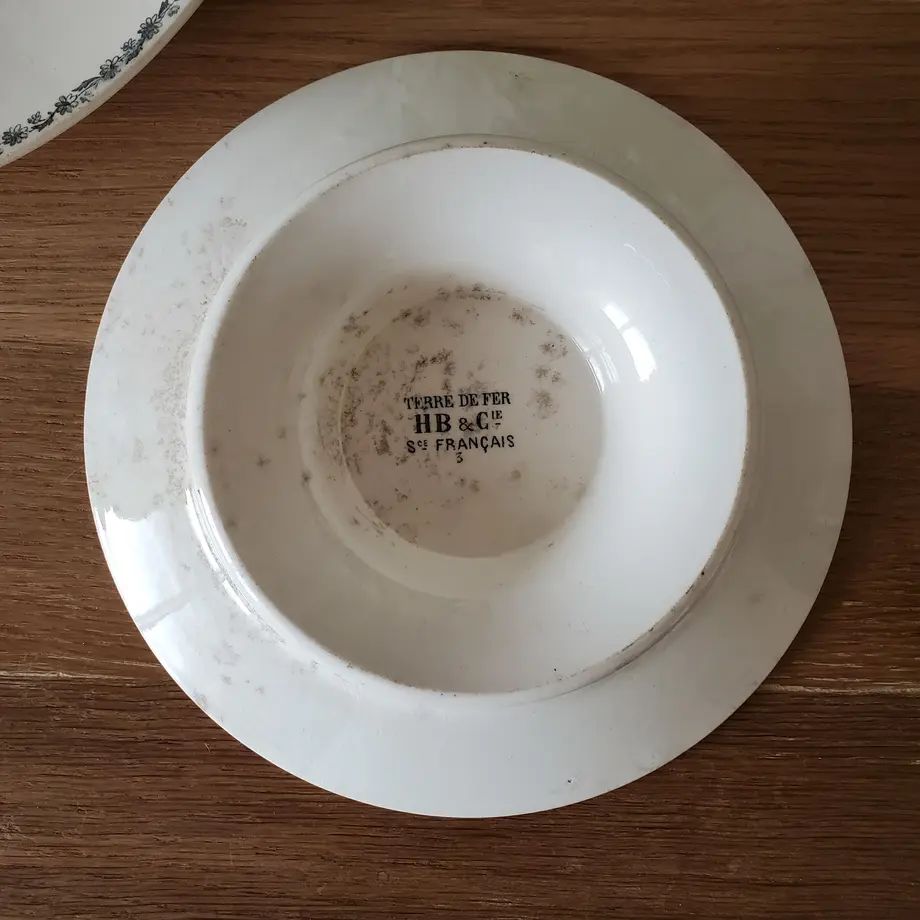 TERRE DE FER
HB & CIE
SCE FRANÇAIS
3